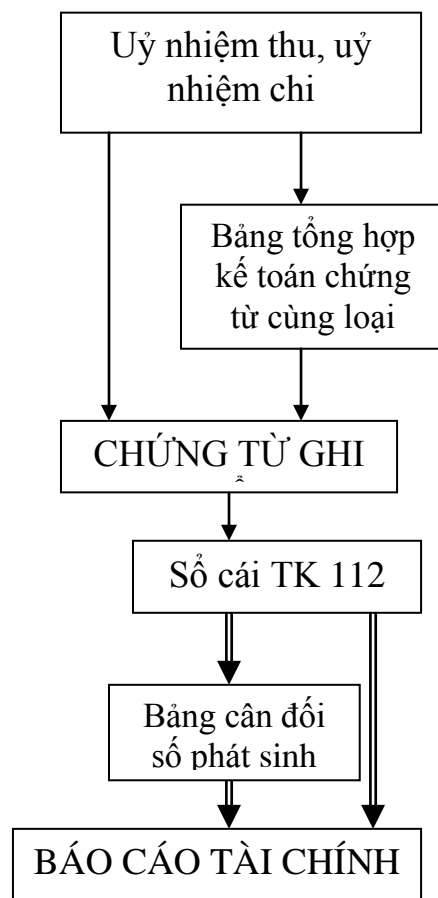 Uỷ nhiệm thu, uỷ
nhiệm chi
Bảng tổng hợp
kế toán chứng
từ cùng loại
CHỨNG TỪ GHI
Sổ cái TK 112
Bảng cân đối
số phát sinh
BÁO CÁO TÀI CHÍNH